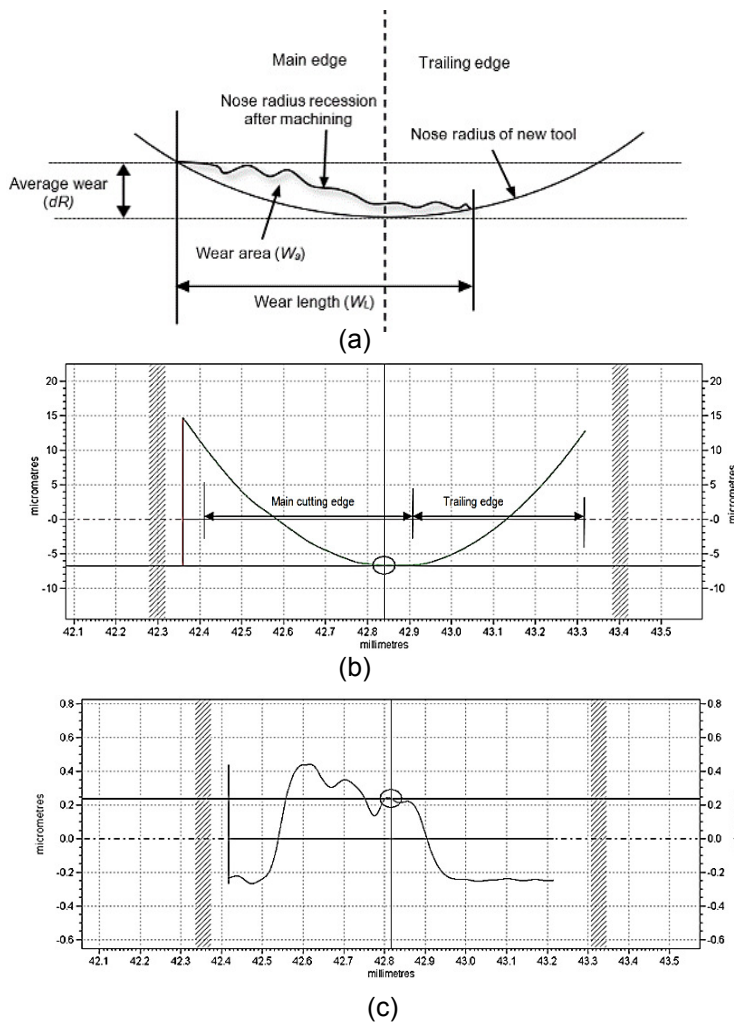 Main edge
Trailing edge
Nose radius recession
after machining
Nose radius of new tool
Average wear
(dR)
Wear area (Wa)
Wear length (WL)
(a)
20
15
10
5
-0
-5
-10
micrometres
Main cutting edge
Trailing edge
20
15
10
5
-0
-5
-10
micrometres
42.1 42.2 42.3 42.4 42.5 42.6 42.7 42.8 42.9 43.0 43.1 43.2 43.3 43.4 43.5
millimetres
(b)
0.8
0.6
0.4
0.2
0.0
-0.2
-0.4
-0.6
micrometres
0.8
0.6
0.4
0.2
0.0
-0.2
-0.4
-0.6
42.1 42.2 42.3 42.4 42.5 42.6 42.7 42.8 42.9 43.0 43.1 43.2 43.3 43.4 43.5
millimetres
(c)